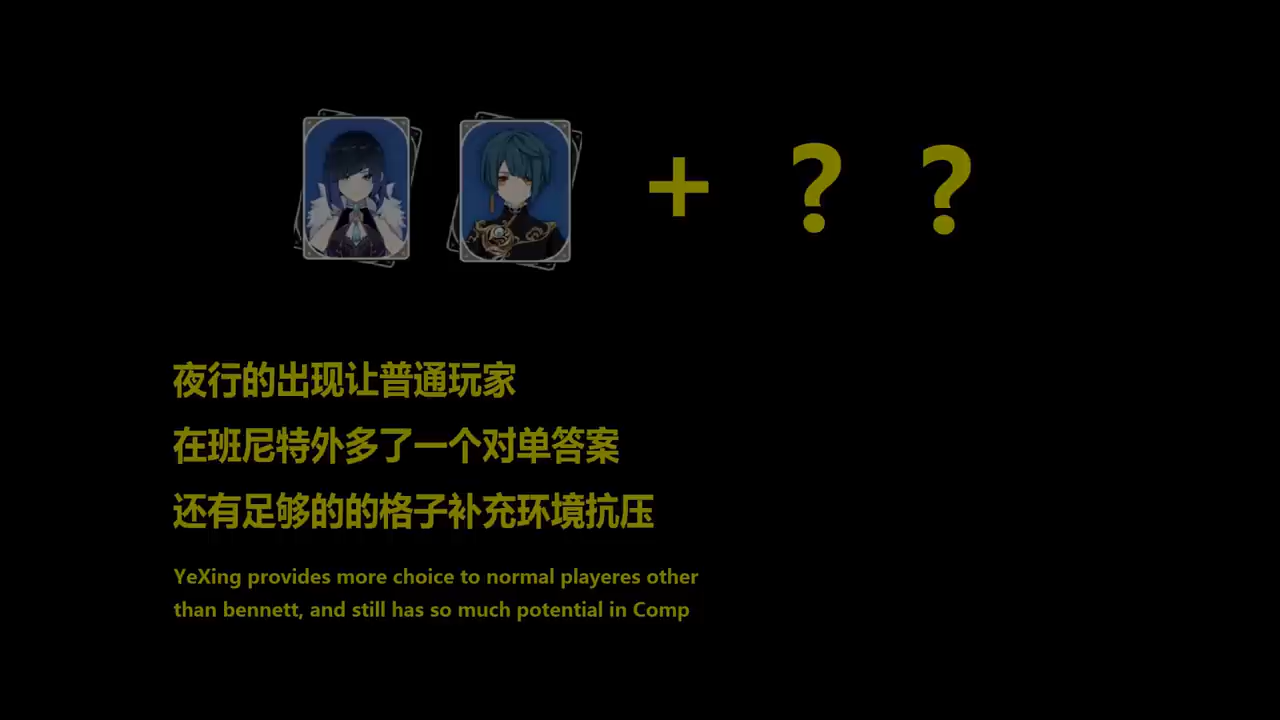 + ? ?
夜行的出现让普通玩家
在班尼特外多了一个对单答案
还有足够的的格子补充环境抗压
YeXing provides more choice to normal playeres other
than bennett, and still has so much potential in Comp